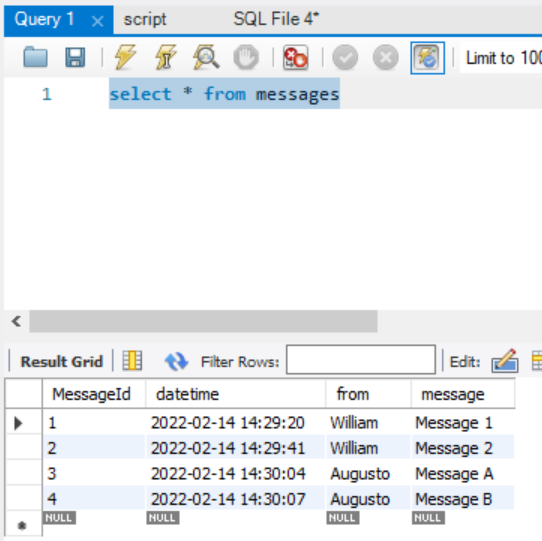 Query 1 script SQL File 4*
Limit to 100
1 select * from messages
Result Grid Filter Rows: Edit:
MessageId datetime from message
1 2022-02-14 14:29:20 William Message 1
2 2022-02-14 14:29:41 William Message 2
3 2022-02-14 14:30:04 Augusto Message A
4 2022-02-14 14:30:07 Augusto Message B
NULL NULL NULL NULL